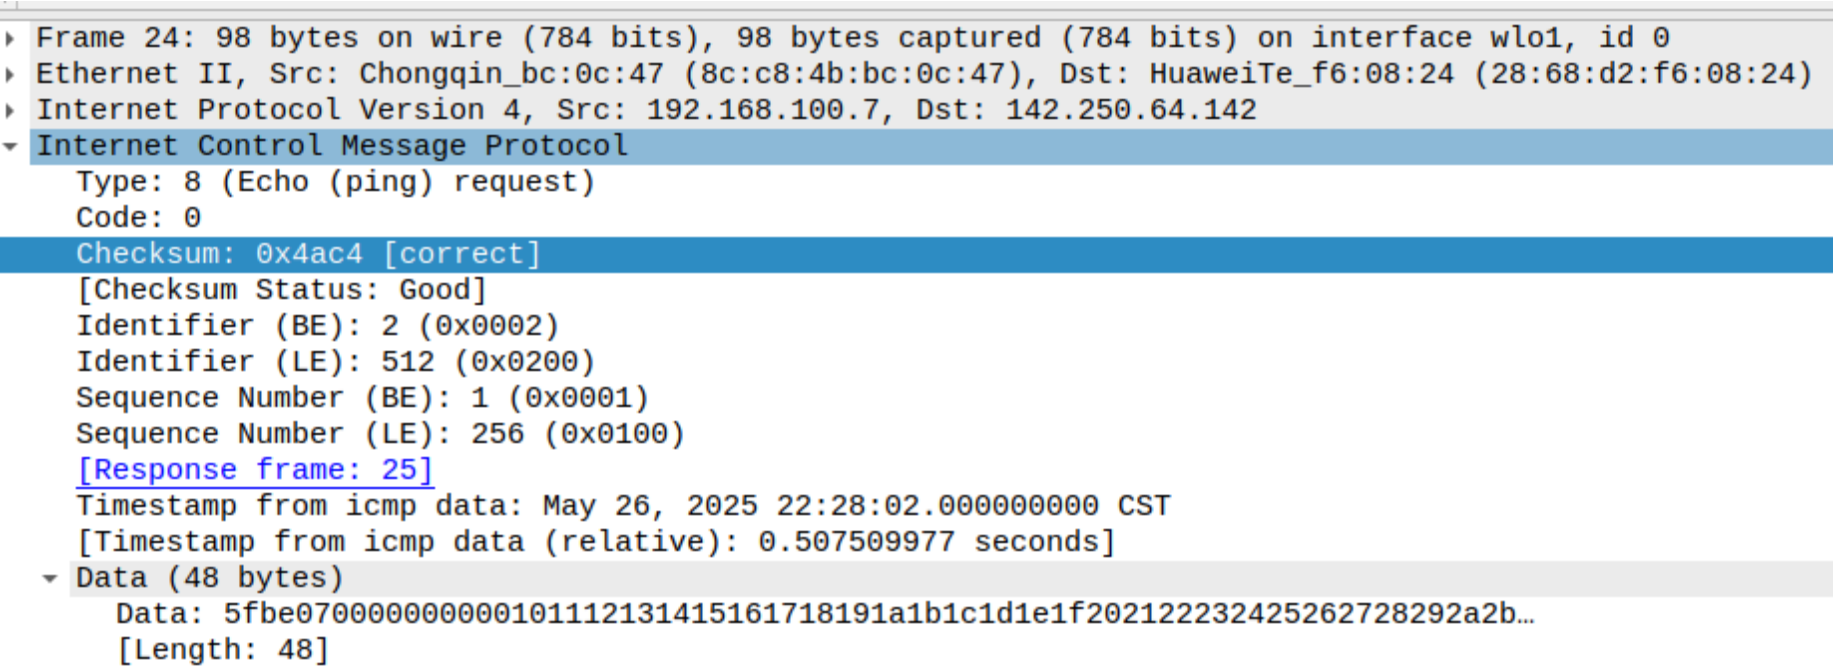 Frame 24: 98 bytes on wire (784 bits), 98 bytes captured (784 bits) on interface wlo1, id 0
Ethernet II, Src: Chongqin_bc:0c:47 (8c:c8:4b:bc:0c:47), Dst: HuaweiTe_f6:08:24 (28:68:d2:f6:08:24)
Internet Protocol Version 4, Src: 192.168.100.7, Dst: 142.250.64.142
Internet Control Message Protocol
Type: 8 (Echo (ping) request)
Code: 0
Checksum: 0x4ac4 [correct]
[Checksum Status: Good]
Identifier (BE): 2 (0x0002)
Identifier (LE): 512 (0x0200)
Sequence Number (BE): 1 (0x0001)
Sequence Number (LE): 256 (0x0100)
[Response frame: 25]
Timestamp from icmp data: May 26, 2025 22:28:02.000000000 CST
[Timestamp from icmp data (relative): 0.507509977 seconds]
Data (48 bytes)
Data: 5fbe070000000000101112131415161718191a1b1c1d1e1f202122232425262728292a2b…
[Length: 48]